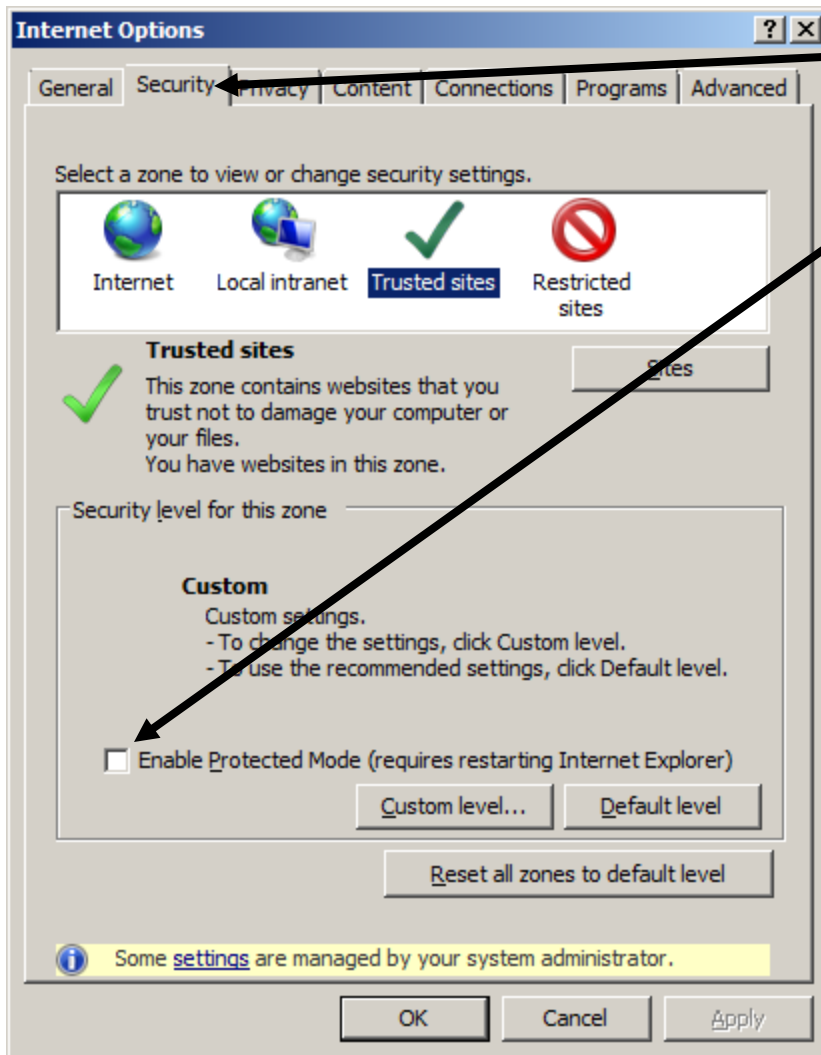 Internet Options
General Security Privacy Content Connections Programs Advanced
Select a zone to view or change security settings.
Internet Local intranet Trusted sites Restricted sites
Trusted sites
Sites
This zone contains websites that you
trust not to damage your computer or
your files.
You have websites in this zone.
Security level for this zone
Custom
Custom settings.
- To change the settings, click Custom level.
- To use the recommended settings, click Default level.
Enable Protected Mode (requires restarting Internet Explorer)
Custom level... Default level
Reset all zones to default level
Some settings are managed by your system administrator.
OK Cancel Apply